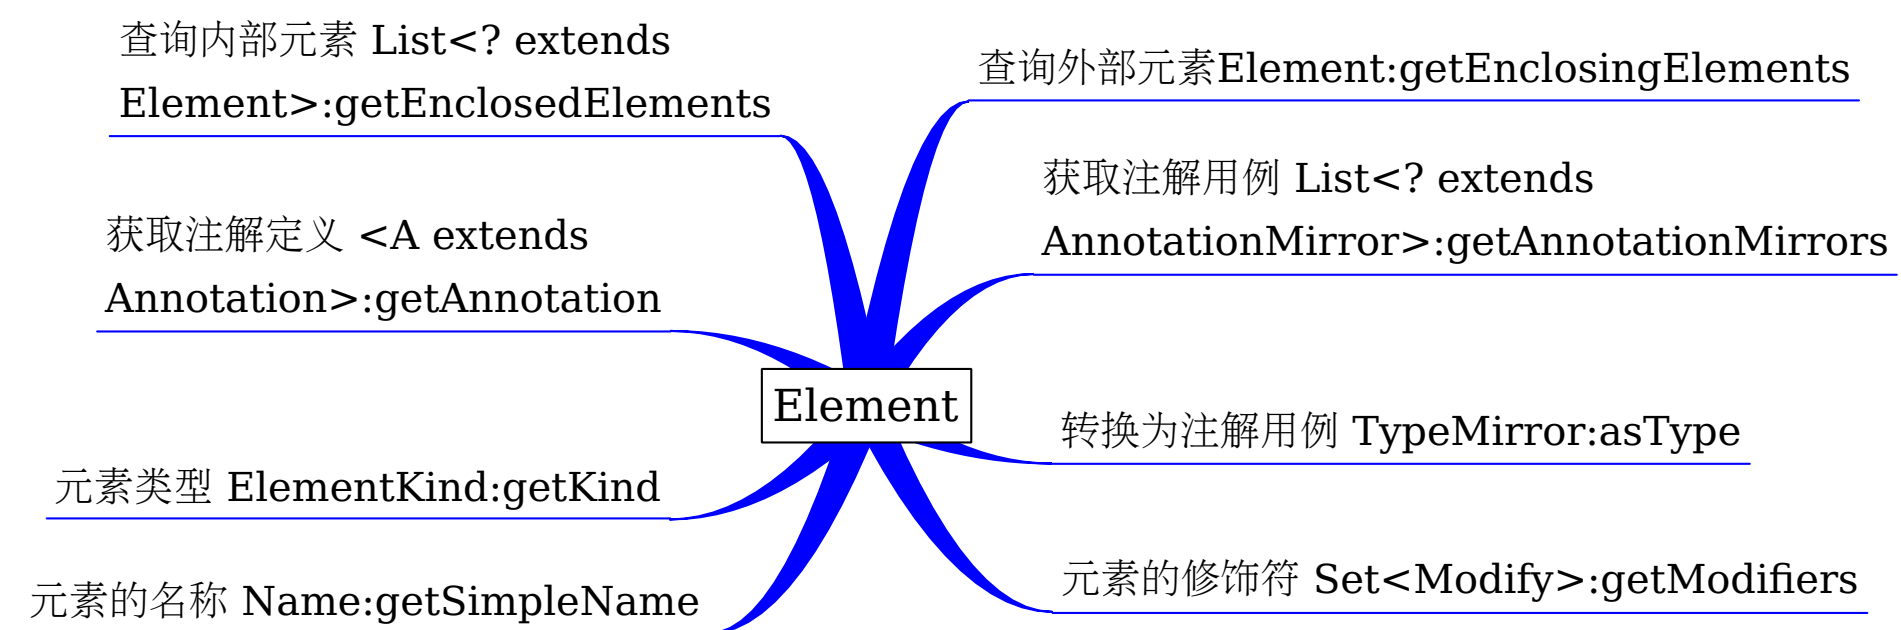 查询内部元素 List<? extends
Element>:getEnclosedElements
获取注解定义 <A extends
Annotation>:getAnnotation
元素类型 ElementKind:getKind
元素的名称 Name:getSimpleName
Element
查询外部元素Element:getEnclosingElements
获取注解用例 List<? extends
AnnotationMirror>:getAnnotationMirrors
转换为注解用例 TypeMirror:asType
元素的修饰符 Set<Modify>:getModifiers